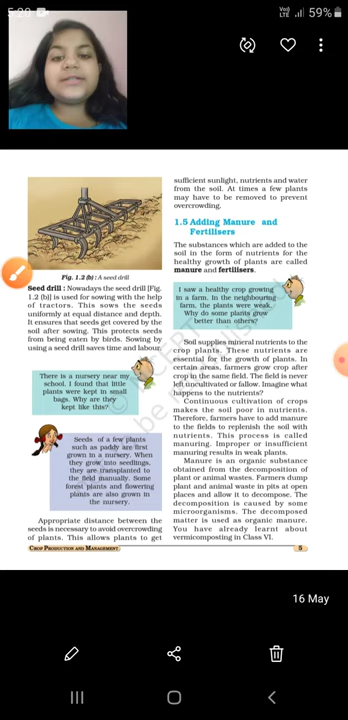 5:20
59%
Fig. 1.2 (b) : A seed drill
Seed drill : Nowadays the seed drill [Fig.
1.2 (b)] is used for sowing with the help
of tractors. This sows the seeds
uniformly at equal distance and depth.
It ensures that seeds get covered by the
soil after sowing. This protects seeds
from being eaten by birds. Sowing by
using a seed drill saves time and labour.
There is a nursery near my
school. I found that little
plants were kept in small
bags. Why are they
kept like this?
Seeds of a few plants
such as paddy are first
grown in a nursery. When
they grow into seedlings,
they are transplanted to
the field manually. Some
forest plants and flowering
plants are also grown in
the nursery.
Appropriate distance between the
seeds is necessary to avoid overcrowding
of plants. This allows plants to get
sufficient sunlight, nutrients and water
from the soil. At times a few plants
may have to be removed to prevent
overcrowding.
1.5 Adding Manure and
Fertilisers
The substances which are added to the
soil in the form of nutrients for the
healthy growth of plants are called
manure and fertilisers.
I saw a healthy crop growing
in a farm. In the neighbouring
farm, the plants were weak.
Why do some plants grow
better than others?
Soil supplies mineral nutrients to the
crop plants. These nutrients are
essential for the growth of plants. In
certain areas, farmers grow crop after
crop in the same field. The field is never
left uncultivated or fallow. Imagine what
happens to the nutrients?
Continuous cultivation of crops
makes the soil poor in nutrients.
Therefore, farmers have to add manure
to the fields to replenish the soil with
nutrients. This process is called
manuring. Improper or insufficient
manuring results in weak plants.
Manure is an organic substance
obtained from the decomposition of
plant or animal wastes. Farmers dump
plant and animal waste in pits at open
places and allow it to decompose. The
decomposition is caused by some
microorganisms. The decomposed
matter is used as organic manure.
You have already learnt about
vermicomposting in Class VI.
CROP PRODUCTION AND MANAGEMENT
5
16 May